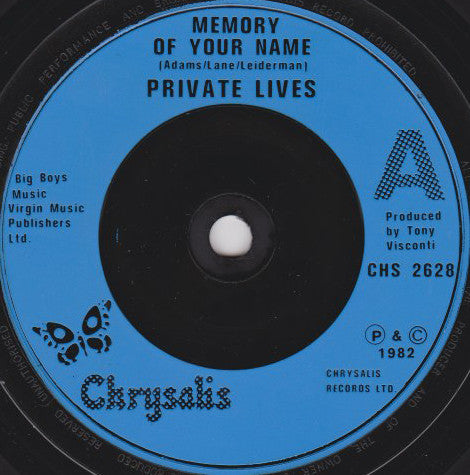 MEMORY
OF YOUR NAME
(Adams/Lane/Leiderman)
PRIVATE LIVES
Big Boys
Music
Virgin Music
Publishers
Ltd.
A
Produced
by Tony
Visconti
CHS 2628
P & C
1982
CHRYSALIS
RECORDS LTD
Chrysalis